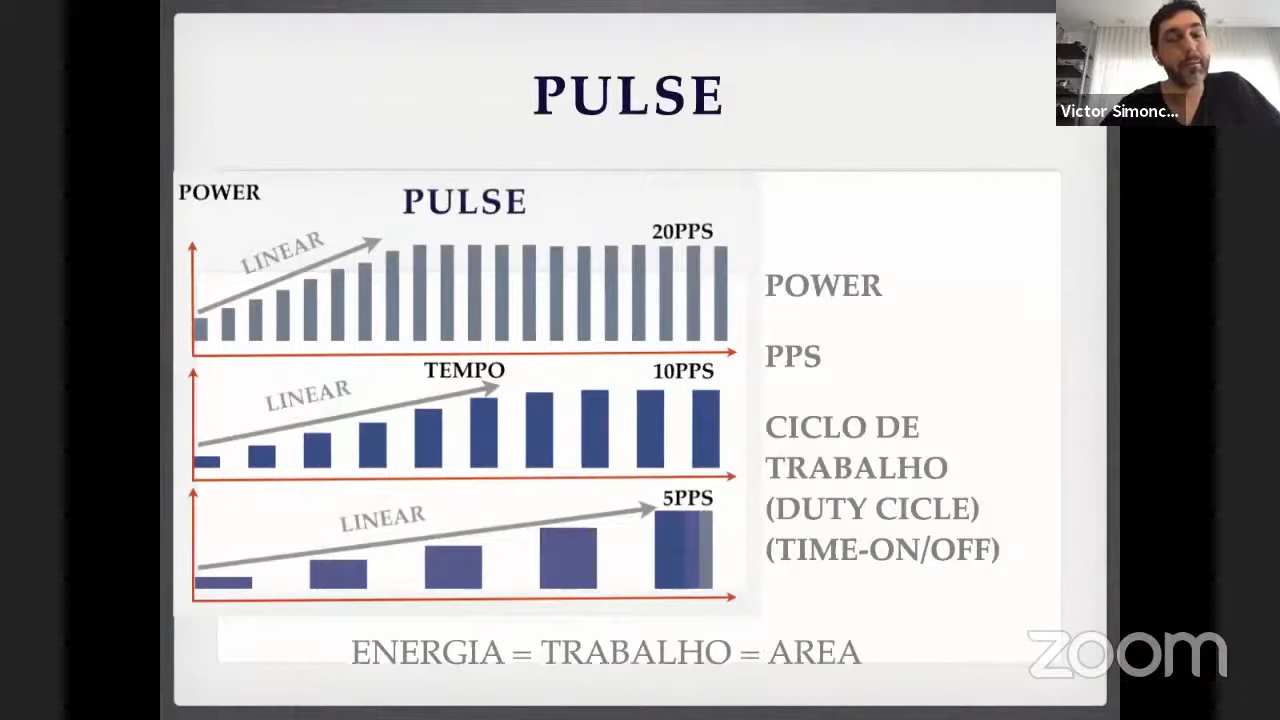 PULSE
Victor Simonc...
POWER
PULSE
20PPS
LINEAR
TEMPO
10PPS
LINEAR
5PPS
LINEAR
POWER
PPS
CICLO DE
TRABALHO
(DUTY CICLE)
(TIME-ON/OFF)
ENERGIA = TRABALHO = AREA
zoom